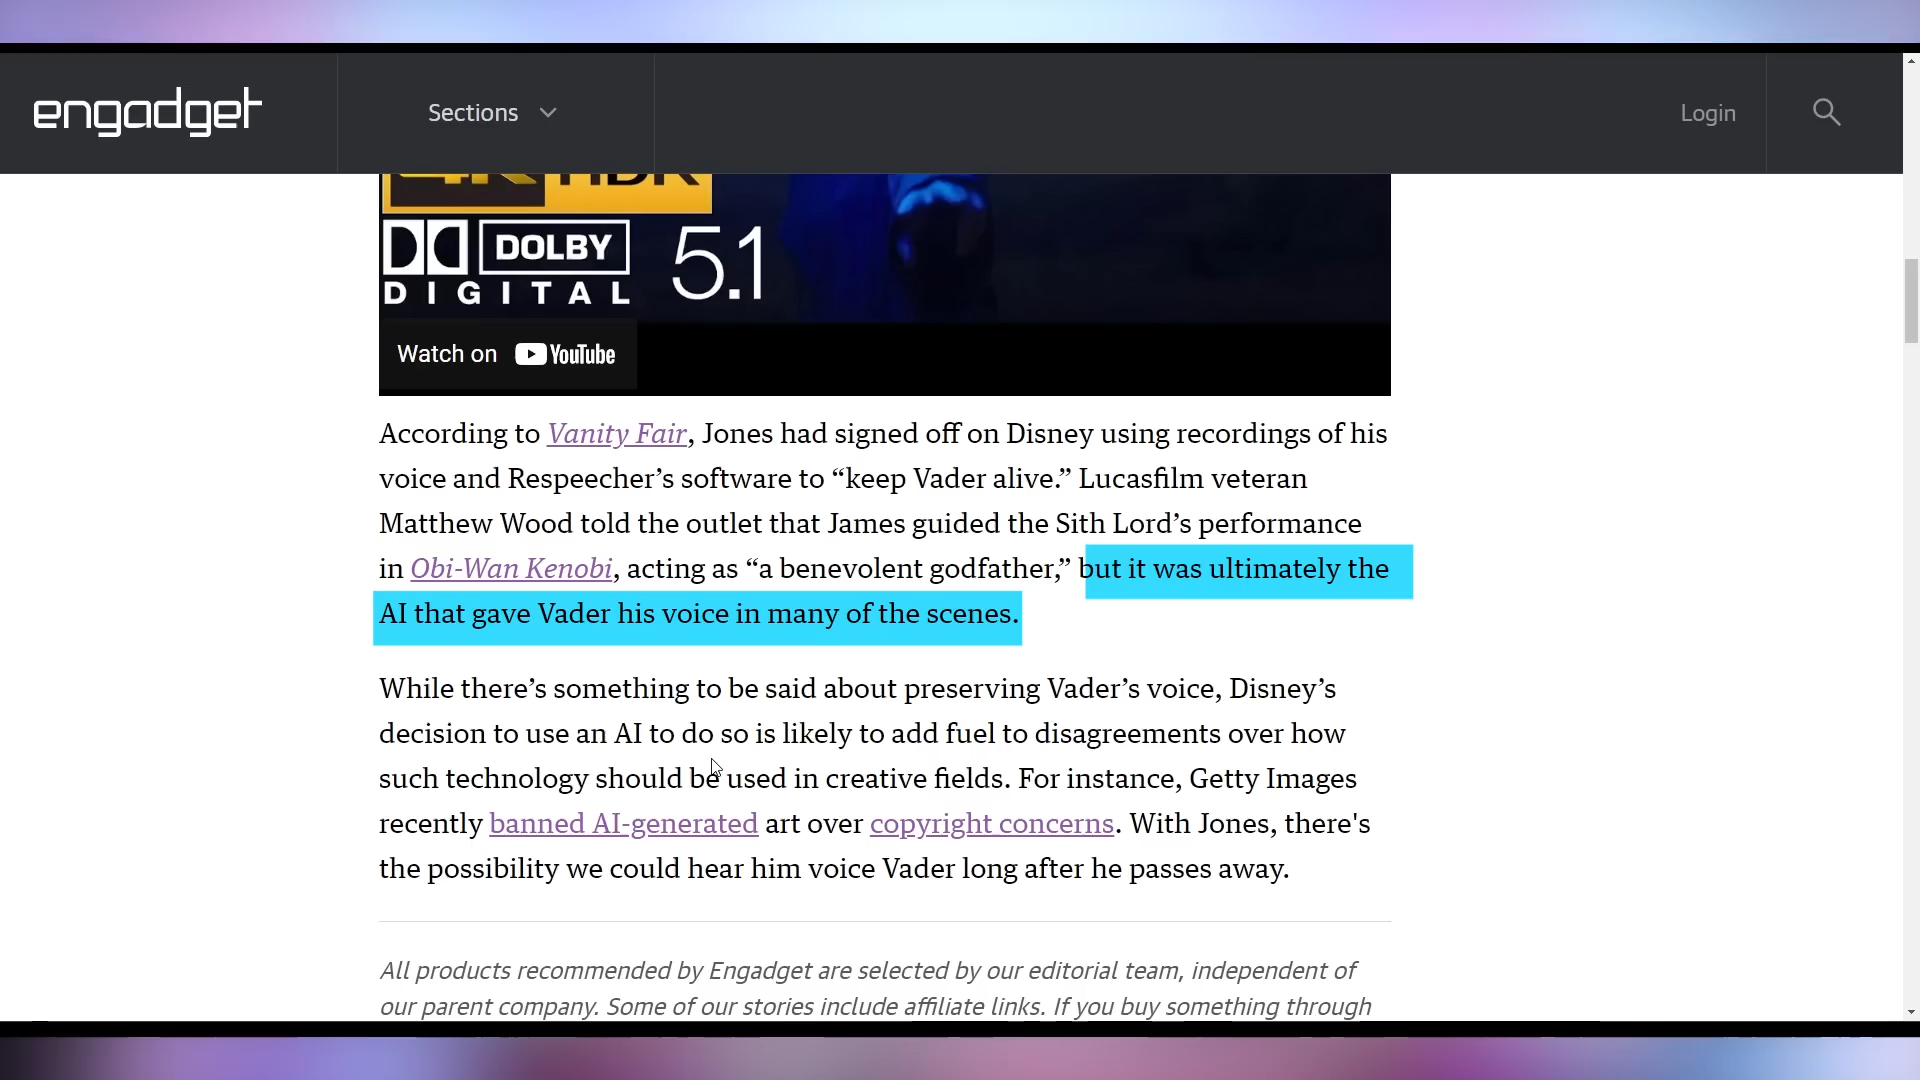 engadget
Sections
Login
4K HDR
DOLBY
DIGITAL
5.1
Watch on YouTube
According to Vanity Fair, Jones had signed off on Disney using recordings of his
voice and Respeecher’s software to “keep Vader alive.” Lucasfilm veteran
Matthew Wood told the outlet that James guided the Sith Lord’s performance
in Obi-Wan Kenobi, acting as “a benevolent godfather,” but it was ultimately the
AI that gave Vader his voice in many of the scenes.
While there’s something to be said about preserving Vader’s voice, Disney’s
decision to use an AI to do so is likely to add fuel to disagreements over how
such technology should be used in creative fields. For instance, Getty Images
recently banned AI-generated art over copyright concerns. With Jones, there's
the possibility we could hear him voice Vader long after he passes away.
All products recommended by Engadget are selected by our editorial team, independent of
our parent company. Some of our stories include affiliate links. If you buy something through